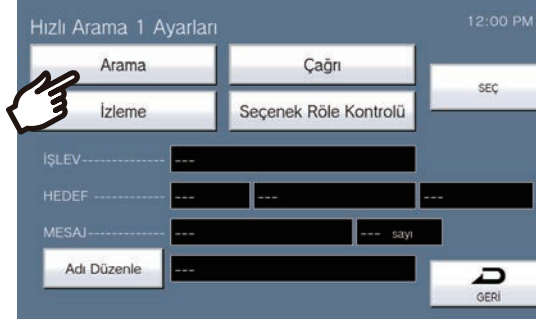 Hızlı Arama 1 Ayarları
12:00 PM
Arama
Çağrı
SEÇ
İzleme
Seçenek Röle Kontrolü
İŞLEV-------------- ---
HEDEF ------------- --- --- ---
MESAJ-------------- --- --- sayı
Adı Düzenle ---
GERİ